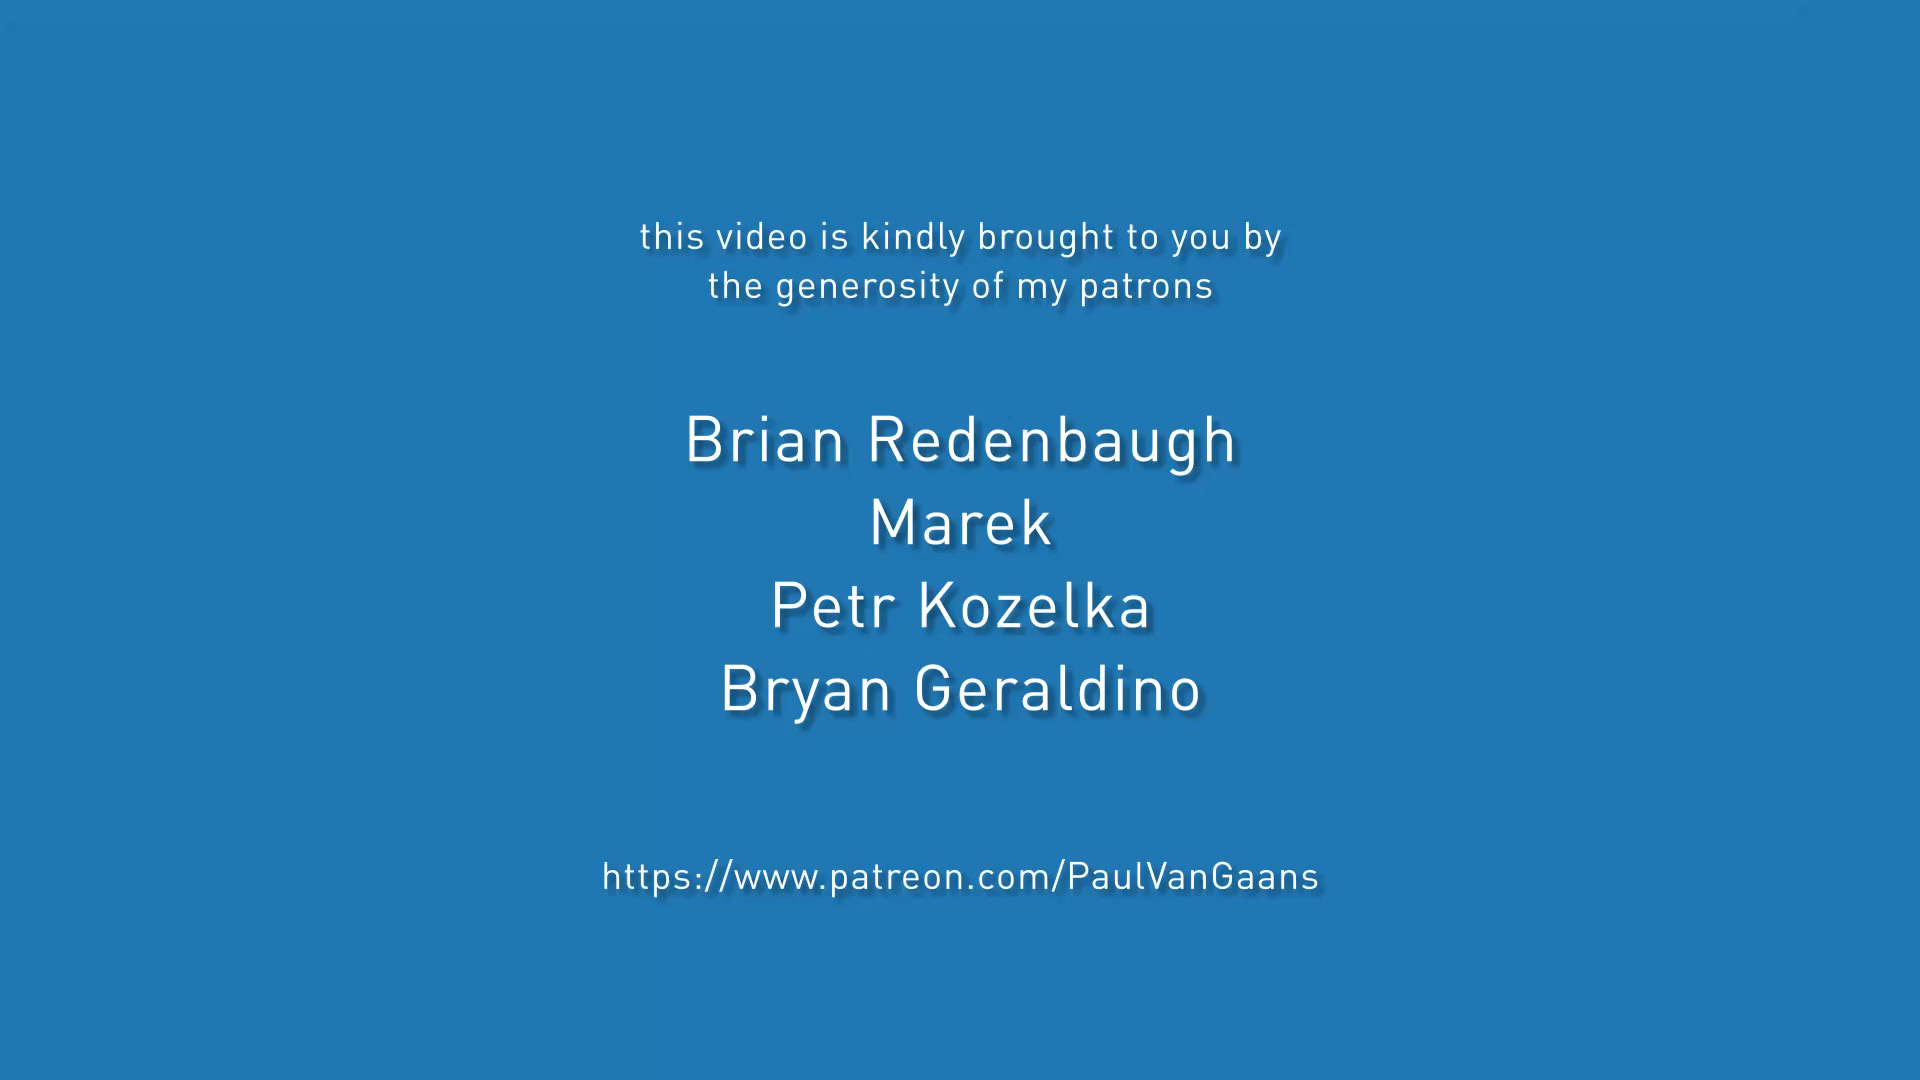 this video is kindly brought to you by
the generosity of my patrons
Brian Redenbaugh
Marek
Petr Kozelka
Bryan Geraldino
https://www.patreon.com/PaulVanGaans